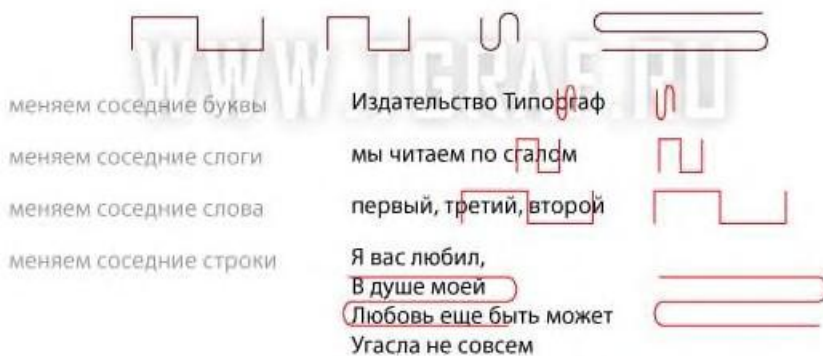 WWW.TGRAF.RU
меняем соседние буквы Издательство Типоргаф
меняем соседние слоги мы читаем по сгалом
меняем соседние слова первый, третий, второй
меняем соседние строки Я вас любил,
В душе моей
Любовь еще быть может
Угасла не совсем